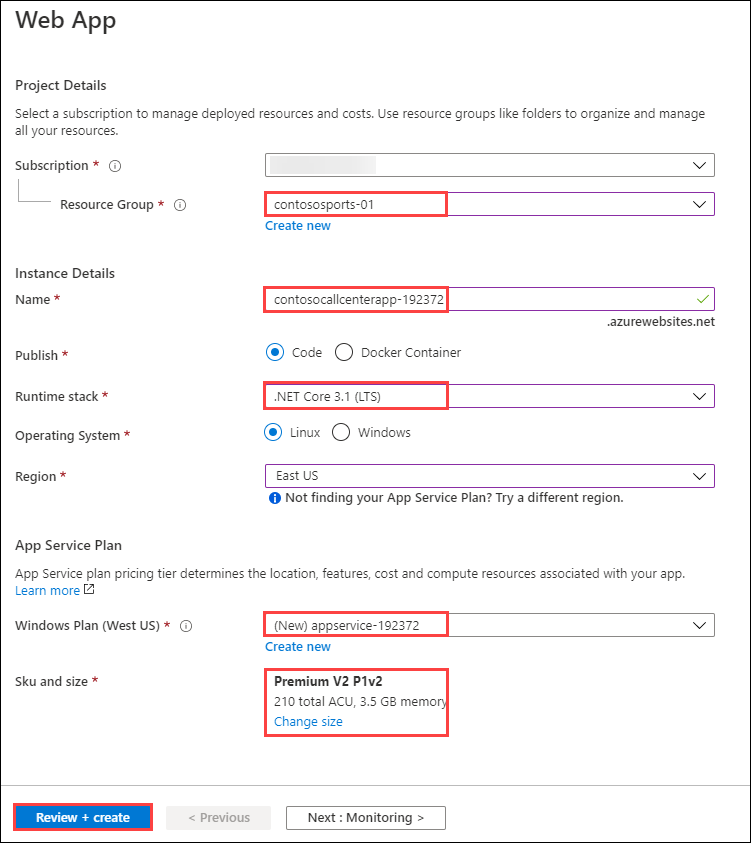 Web App
Project Details
Select a subscription to manage deployed resources and costs. Use resource groups like folders to organize and manage
all your resources.
Subscription *
Resource Group *
contososports-01
Create new
Instance Details
Name *
contosocallcenterapp-192372
.azurewebsites.net
Publish *
Code
Docker Container
Runtime stack *
.NET Core 3.1 (LTS)
Operating System *
Linux
Windows
Region *
East US
Not finding your App Service Plan? Try a different region.
App Service Plan
App Service plan pricing tier determines the location, features, cost and compute resources associated with your app.
Learn more
Windows Plan (West US) *
(New) appservice-192372
Create new
Sku and size *
Premium V2 P1v2
210 total ACU, 3.5 GB memory
Change size
Review + create
< Previous
Next : Monitoring >